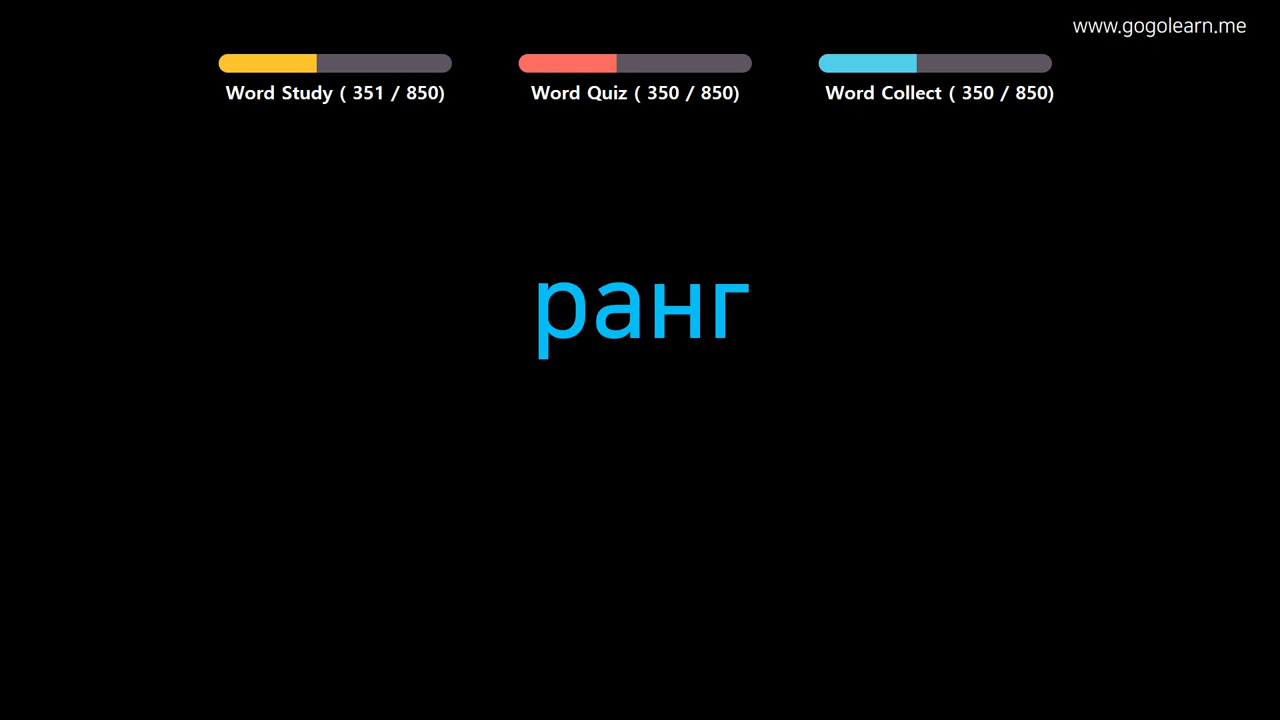 www.gogolearn.me
Word Study ( 351 / 850)
Word Quiz ( 350 / 850)
Word Collect ( 350 / 850)
ранг